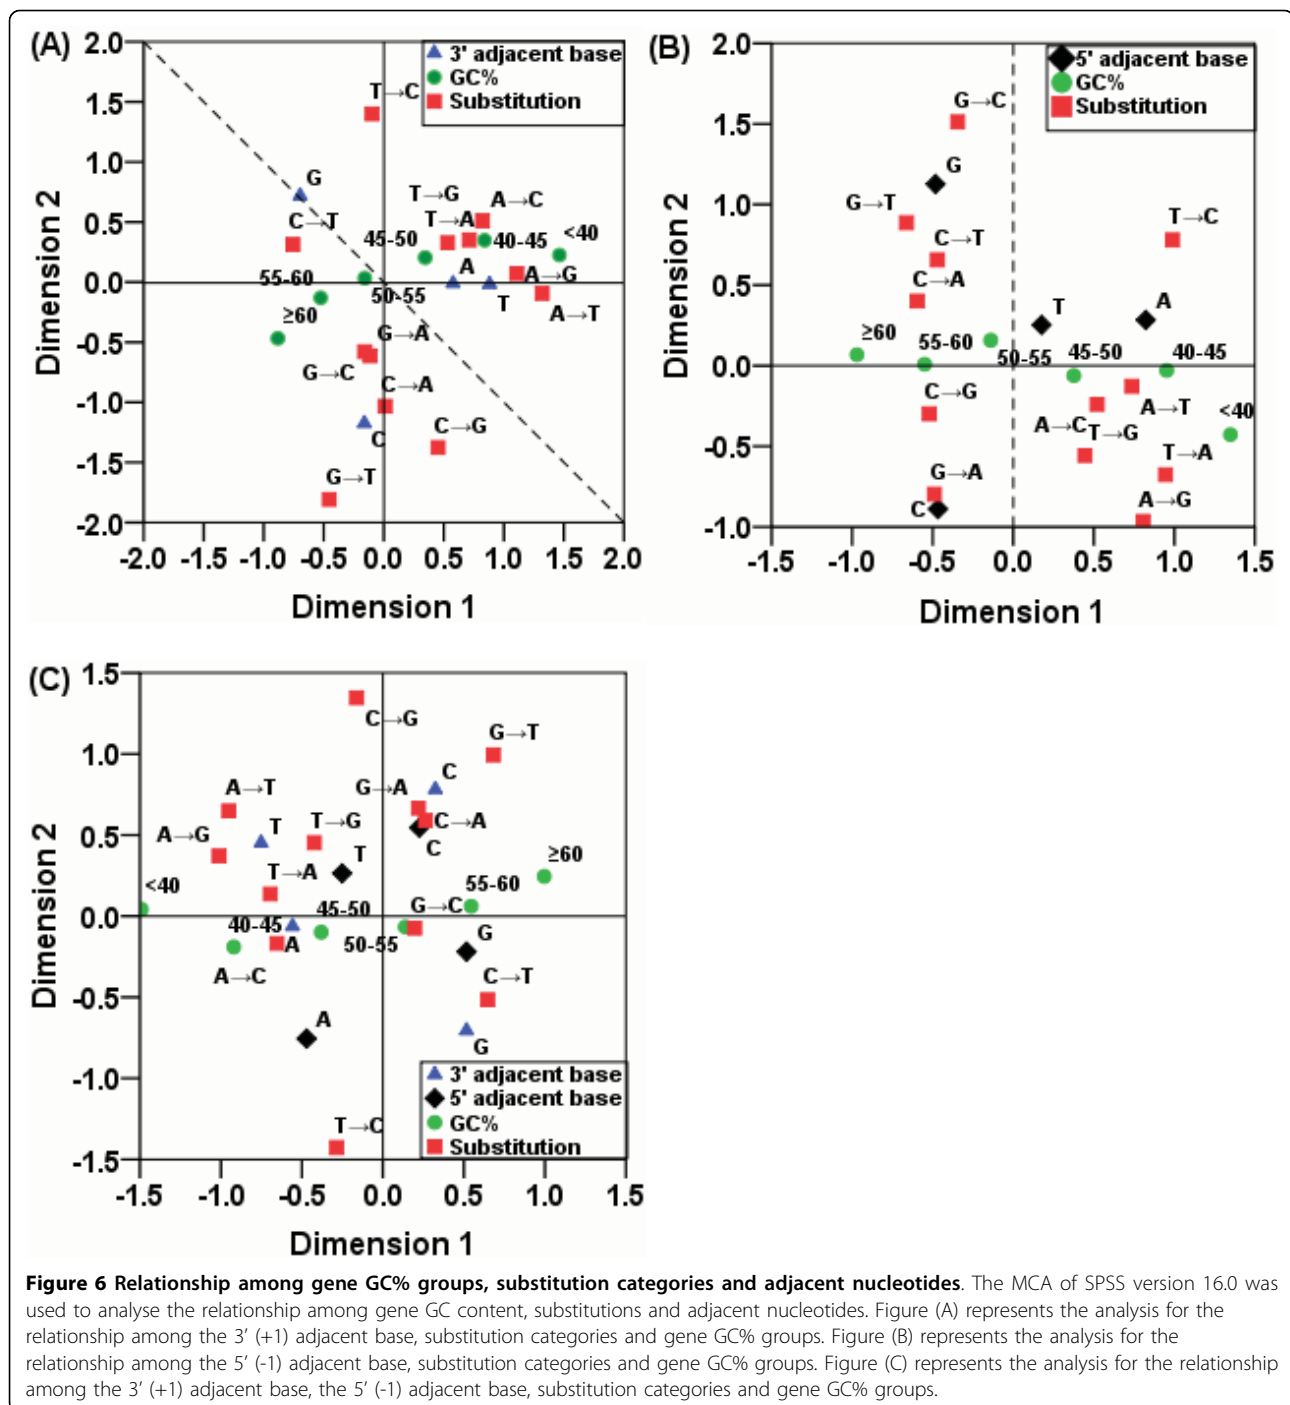 (A)
2.0
1.5
1.0
0.5
0.0
-0.5
-1.0
-1.5
-2.0
Dimension 2
3' adjacent base
GC%
Substitution
T→C
G
C→T
T→G
A→C
T→A
45-50
40-45
<40
A
T
A→G
A→T
55-60
50-55
≥60
G→A
G→C
C→A
C
C→G
G→T
-2.0 -1.5 -1.0 -0.5 0.0 0.5 1.0 1.5 2.0
Dimension 1
(B)
2.0
1.5
1.0
0.5
0.0
-0.5
-1.0
Dimension 2
5' adjacent base
GC%
Substitution
G→C
G
G→T
C→T
T→C
C→A
T
A
≥60
55-60
50-55
45-50
40-45
C→G
A→T
<40
A→C
T→G
T→A
G→A
A→G
C
-1.5 -1.0 -0.5 0.0 0.5 1.0 1.5
Dimension 1
(C)
1.5
1.0
0.5
0.0
-0.5
-1.0
-1.5
Dimension 2
C→G
G→T
A→T
G→A
C
A→G
T
T→G
C→A
T
C
T→A
≥60
<40
55-60
45-50
G→C
40-45
A
50-55
G
A→C
C→T
A
G
3' adjacent base
5' adjacent base
GC%
Substitution
T→C
-1.5 -1.0 -0.5 0.0 0.5 1.0 1.5
Dimension 1
Figure 6 Relationship among gene GC% groups, substitution categories and adjacent nucleotides. The MCA of SPSS version 16.0 was
used to analyse the relationship among gene GC content, substitutions and adjacent nucleotides. Figure (A) represents the analysis for the
relationship among the 3' (+1) adjacent base, substitution categories and gene GC% groups. Figure (B) represents the analysis for the
relationship among the 5' (-1) adjacent base, substitution categories and gene GC% groups. Figure (C) represents the analysis for the relationship
among the 3' (+1) adjacent base, the 5' (-1) adjacent base, substitution categories and gene GC% groups.